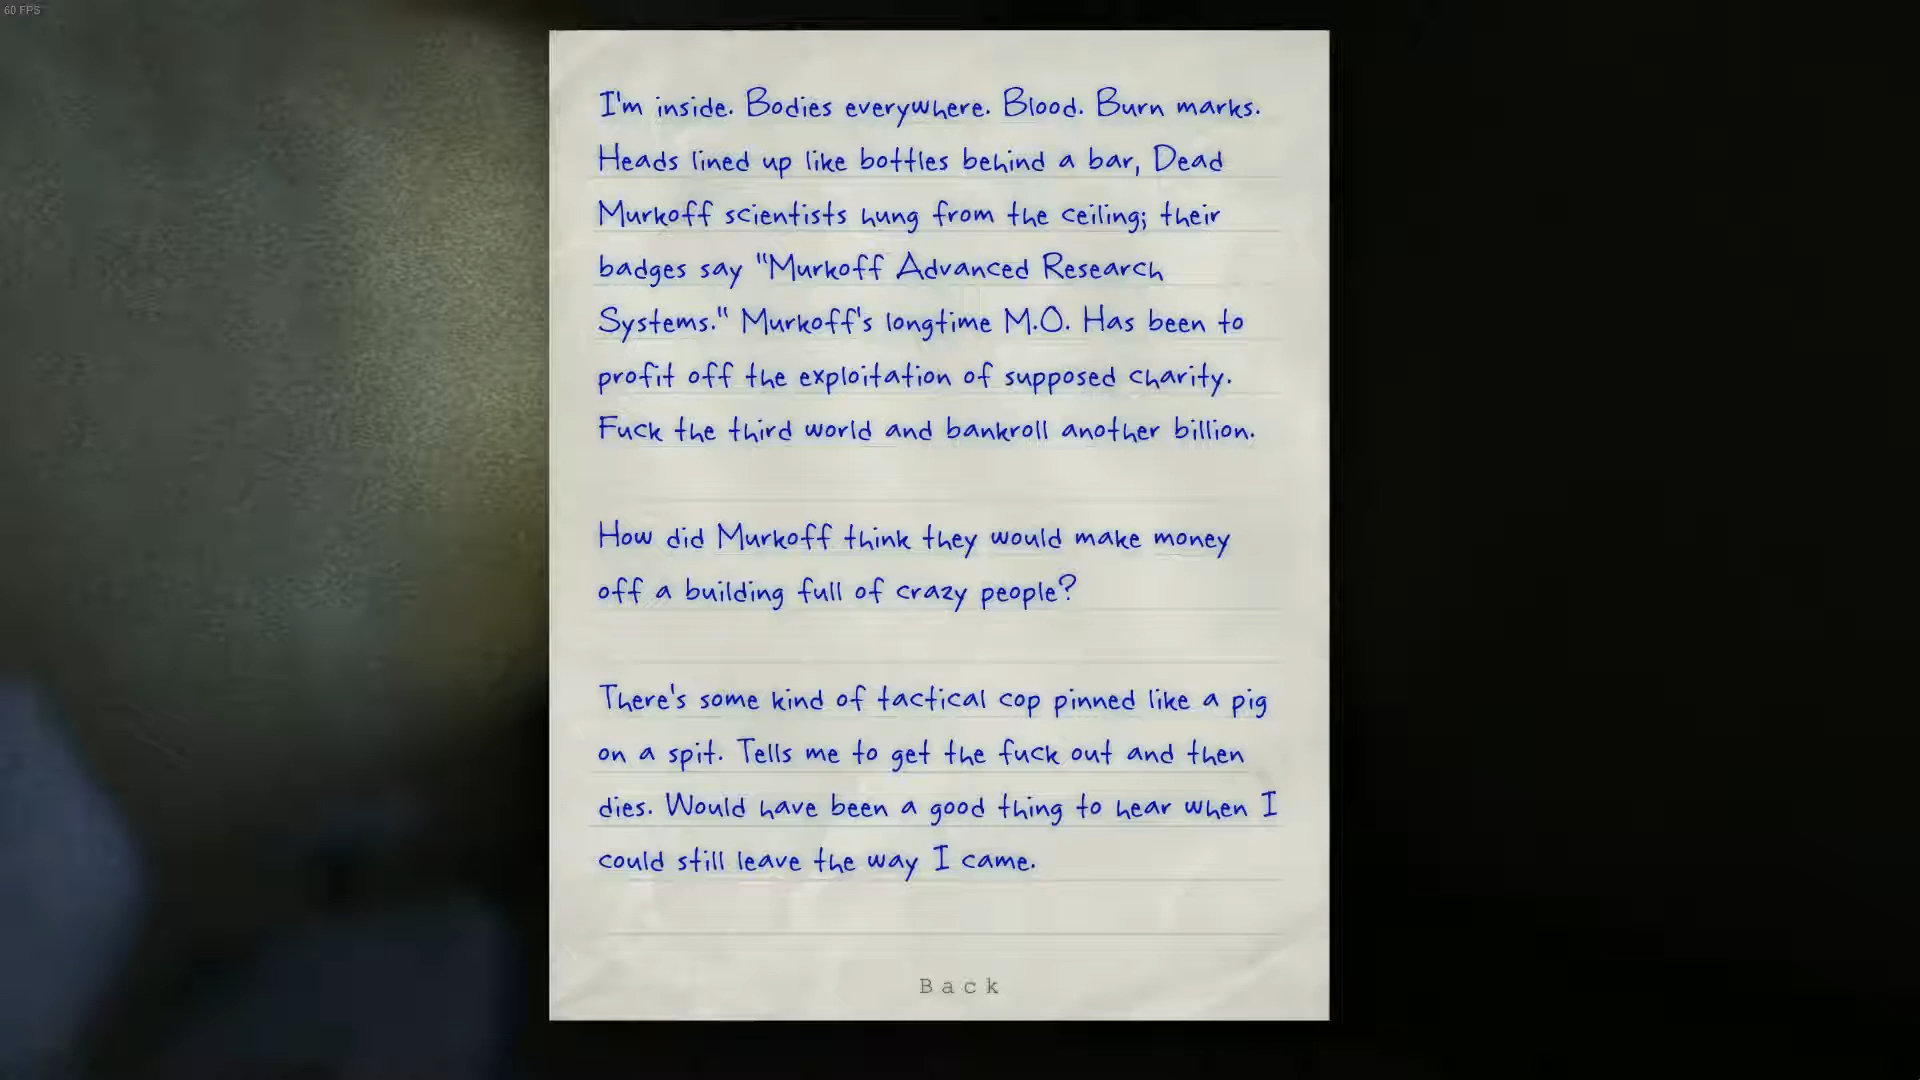 60 FPS
I'm inside. Bodies everywhere. Blood. Burn marks.
Heads lined up like bottles behind a bar, Dead
Murkoff scientists hung from the ceiling; their
badges say "Murkoff Advanced Research
Systems." Murkoff's longtime M.O. Has been to
profit off the exploitation of supposed charity.
Fuck the third world and bankroll another billion.
How did Murkoff think they would make money
off a building full of crazy people?
There's some kind of tactical cop pinned like a pig
on a spit. Tells me to get the fuck out and then
dies. Would have been a good thing to hear when I
could still leave the way I came.
Back